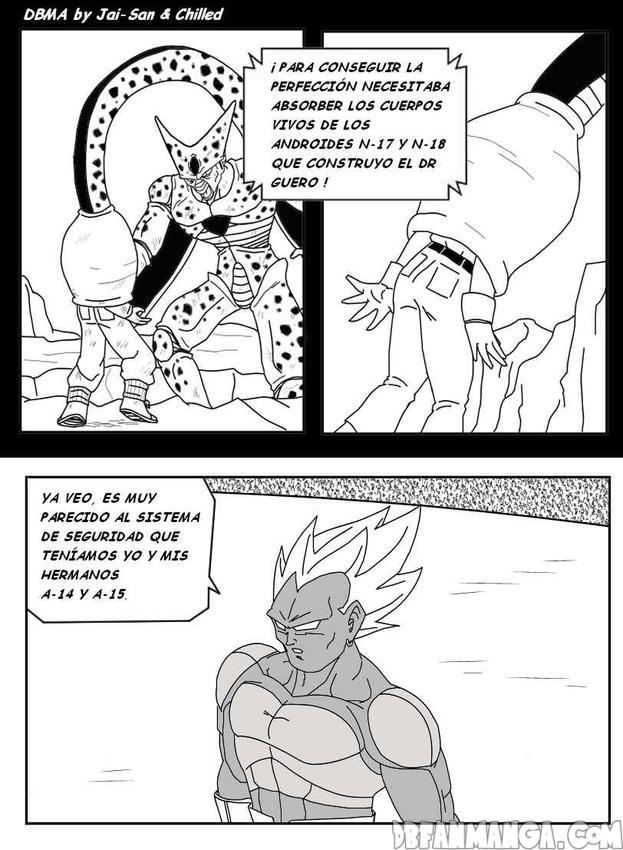 DBMA by Jai-San & Chilled
¡PARA CONSEGUIR LA
PERFECCIÓN NECESITABA
ABSORBER LOS CUERPOS
VIVOS DE LOS
ANDROIDES N-17 Y N-18
QUE CONSTRUYO EL DR
GUERO !
YA VEO, ES MUY
PARECIDO AL SISTEMA
DE SEGURIDAD QUE
TENÍAMOS YO Y MIS
HERMANOS
A-14 Y A-15.
DBFANMANGA.COM